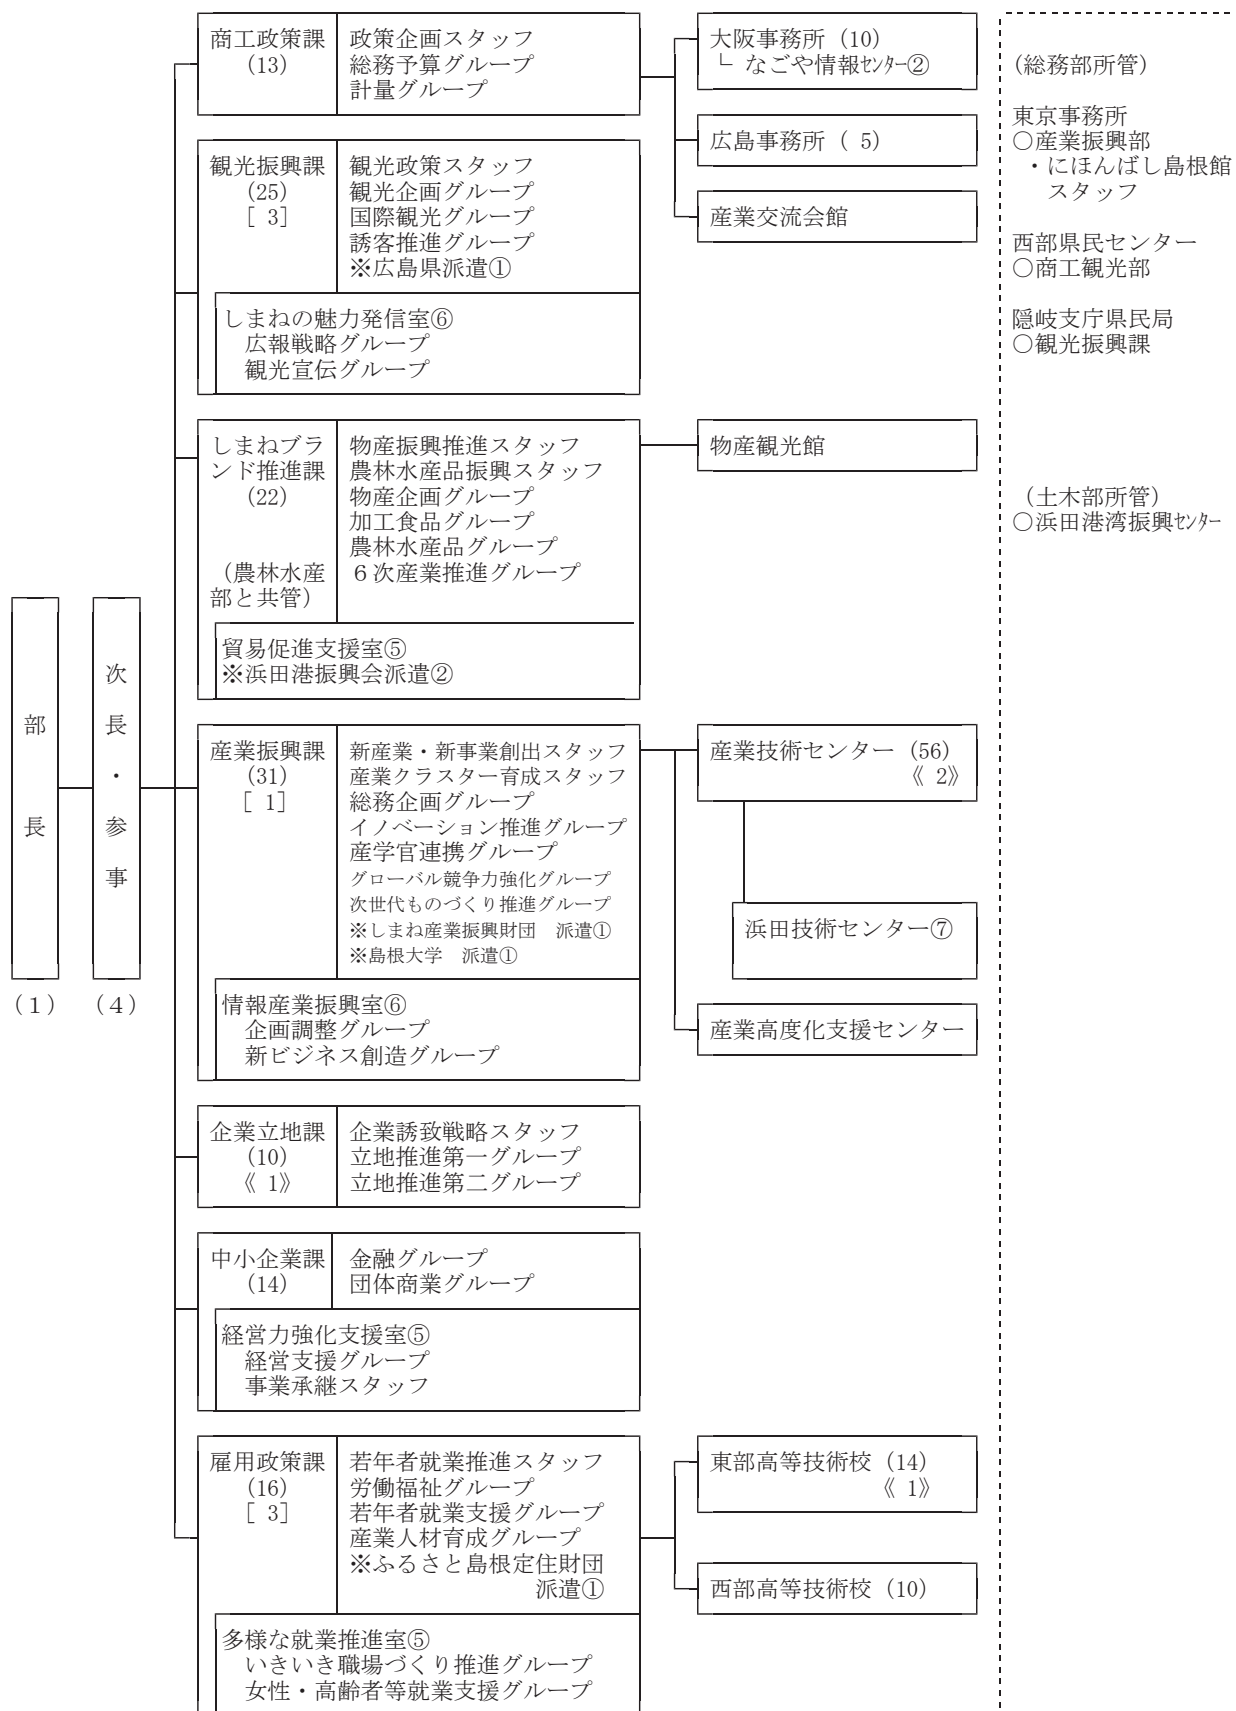 部長
(１)
次長・参事
(４)
商工政策課
(13)
政策企画スタッフ
総務予算グループ
計量グループ
大阪事務所 (10)
└ なごや情報ｾﾝﾀｰ②
広島事務所 ( 5)
産業交流会館
観光振興課
(25)
[ 3]
観光政策スタッフ
観光企画グループ
国際観光グループ
誘客推進グループ
※広島県派遣①
しまねの魅力発信室⑥
広報戦略グループ
観光宣伝グループ
しまねブラ
ンド推進課
(22)
（農林水産
部と共管）
物産振興推進スタッフ
農林水産品振興スタッフ
物産企画グループ
加工食品グループ
農林水産品グループ
６次産業推進グループ
貿易促進支援室⑤
※浜田港振興会派遣②
物産観光館
産業振興課
(31)
[ 1]
新産業・新事業創出スタッフ
産業クラスター育成スタッフ
総務企画グループ
イノベーション推進グループ
産学官連携グループ
グローバル競争力強化グループ
次世代ものづくり推進グループ
※しまね産業振興財団　派遣①
※島根大学　派遣①
情報産業振興室⑥
企画調整グループ
新ビジネス創造グループ
産業技術センター (56)
《 2》
浜田技術センター⑦
産業高度化支援センター
企業立地課
(10)
《 1》
企業誘致戦略スタッフ
立地推進第一グループ
立地推進第二グループ
中小企業課
(14)
金融グループ
団体商業グループ
経営力強化支援室⑤
経営支援グループ
事業承継スタッフ
雇用政策課
(16)
[ 3]
若年者就業推進スタッフ
労働福祉グループ
若年者就業支援グループ
産業人材育成グループ
※ふるさと島根定住財団
派遣①
多様な就業推進室⑤
いきいき職場づくり推進グループ
女性・高齢者等就業支援グループ
東部高等技術校 (14)
《 1》
西部高等技術校 (10)
(総務部所管)
東京事務所
○産業振興部
・にほんばし島根館
スタッフ
西部県民センター
○商工観光部
隠岐支庁県民局
○観光振興課
（土木部所管）
○浜田港湾振興ｾﾝﾀｰ